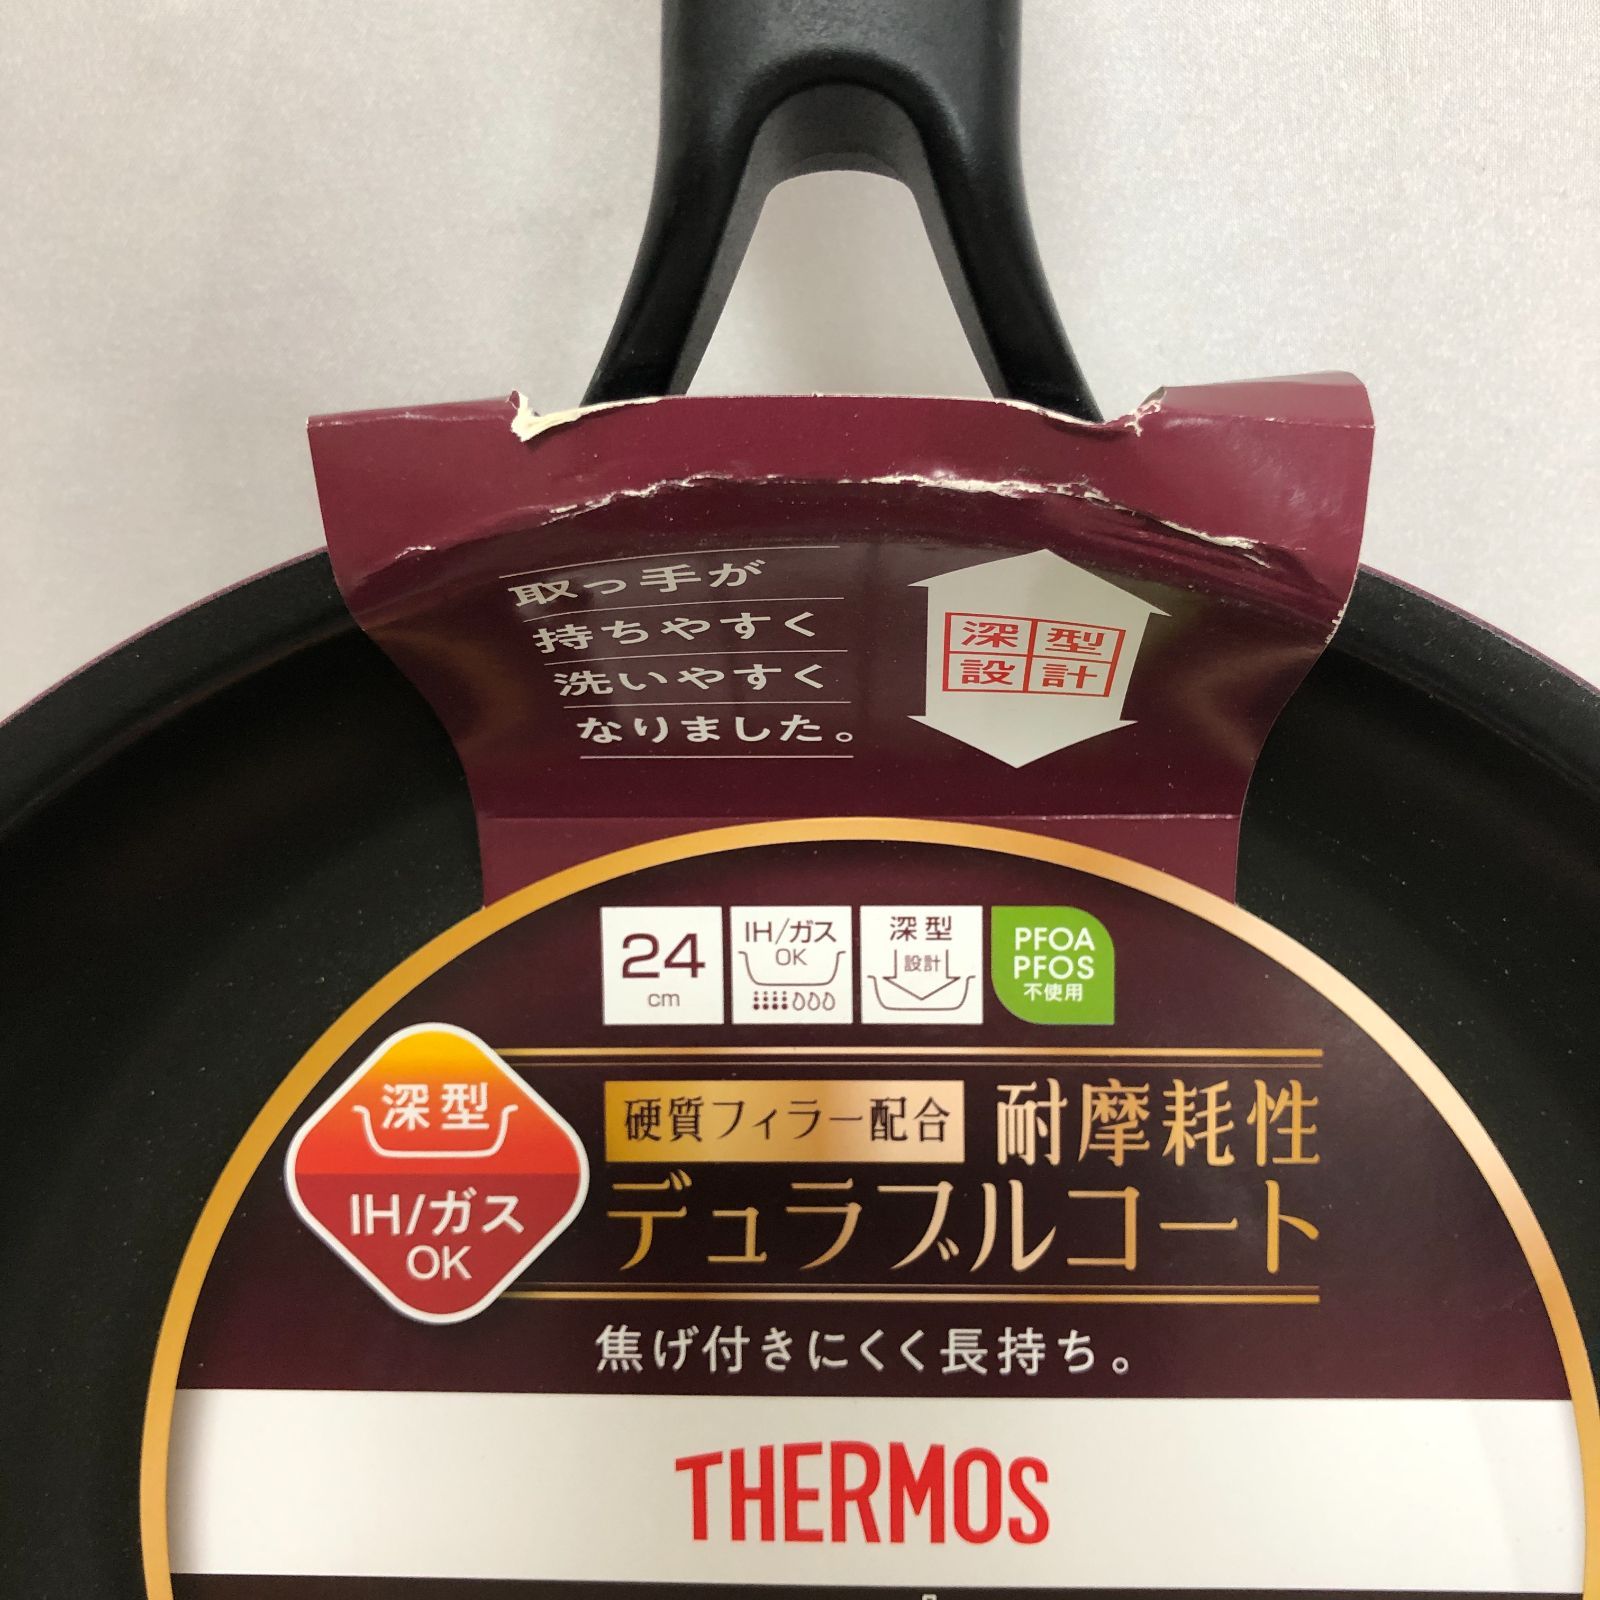 取っ手が
持ちやすく
洗いやすく
なりました。
深型
設計
24
cm
IH/ガス
OK
深型
設計
PFOA
PFOS
不使用
深型
IH/ガス
OK
硬質フィラー配合 耐摩耗性
デュラブルコート
焦げ付きにくく長持ち。
THERMOS